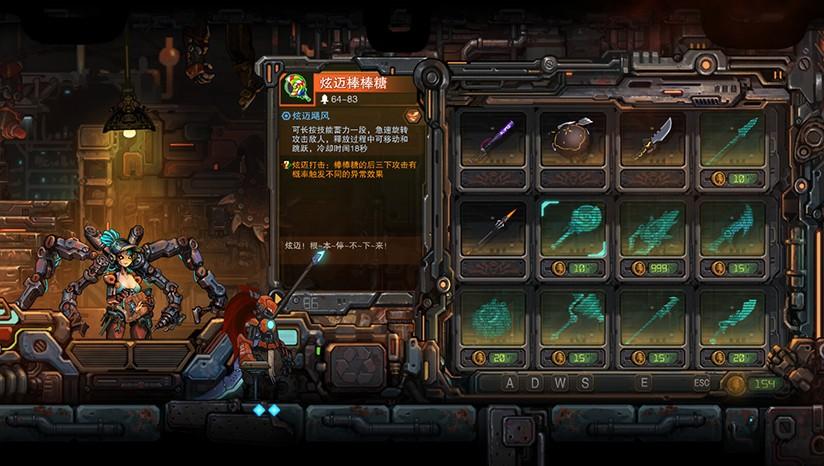 炫迈棒棒糖
64~83
炫迈飓风
可长按技能蓄力一段，急速旋转
攻击敌人，释放过程中可移动和
跳跃，冷却时间18秒
炫迈打击：棒棒糖的后三下攻击有
概率触发不同的异常效果
炫迈！根~本~停~不~下~来！
10
10
999
15
20
15
15
20
A D W S E ESC 154